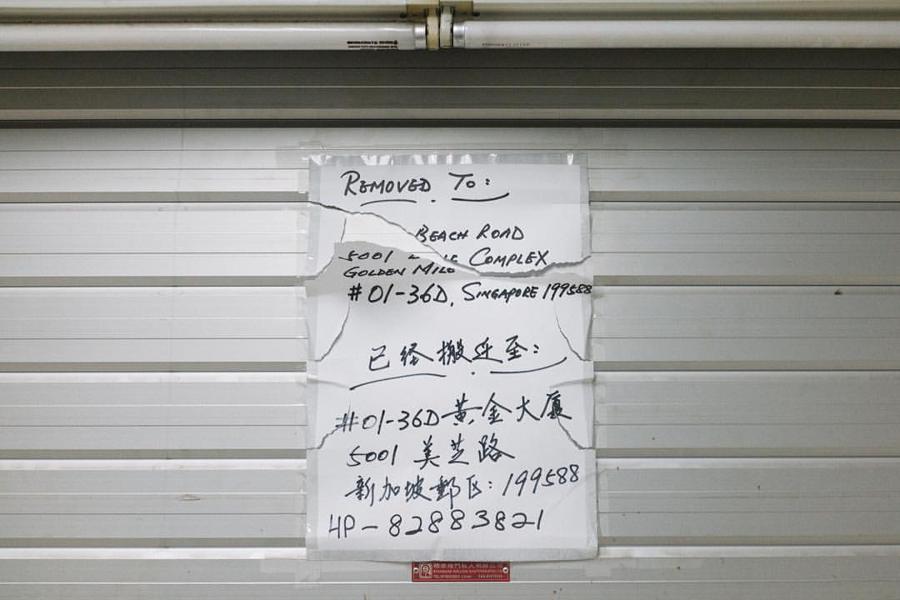 REMOVED TO:
BEACH ROAD
5001 COMPLEX
GOLDEN MILE
#01-36D, SINGAPORE 199588
已经搬迁至:
#01-36D 黄金大厦
5001 美芝路
新加坡邮区: 199588
HP-82883821